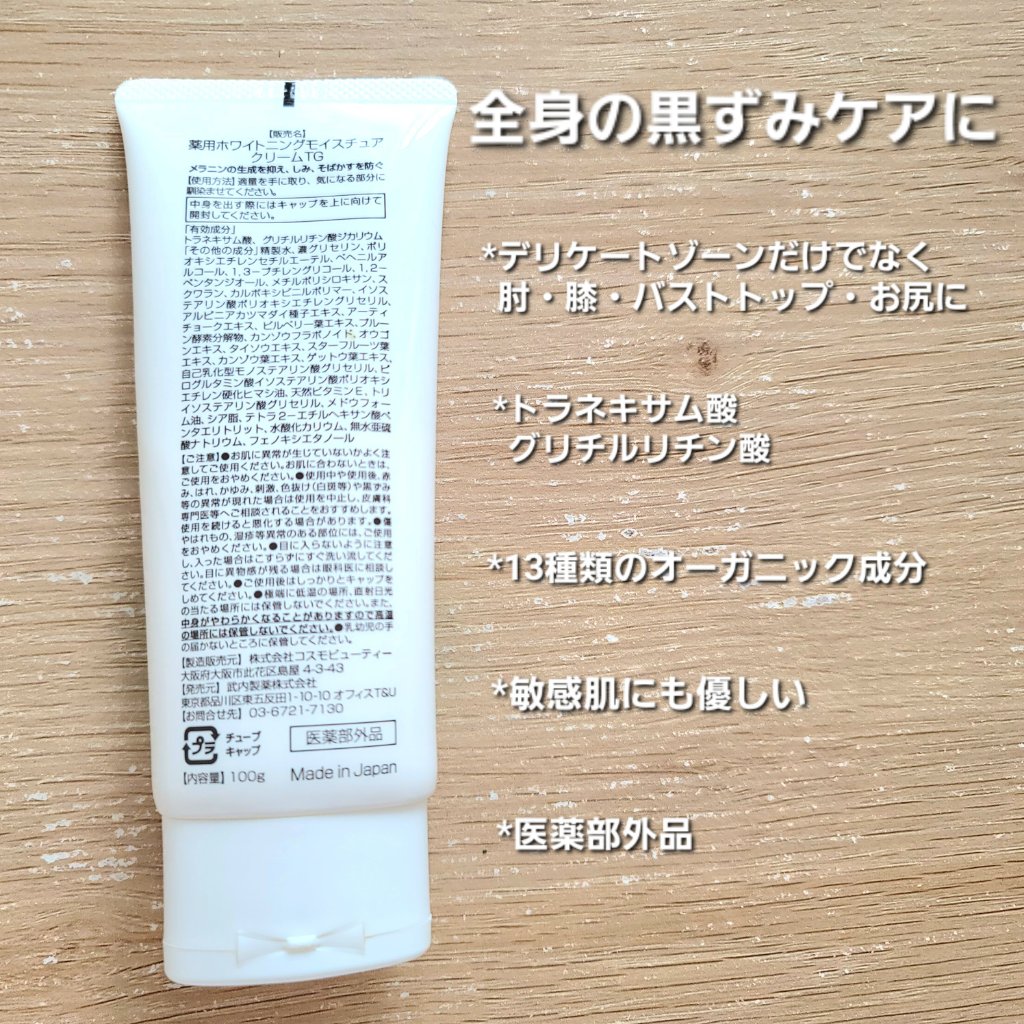 【販売名】
薬用ホワイトニングモイスチュア
クリームTG
メラニンの生成を抑え、しみ、そばかすを防ぐ
【使用方法】適量を手に取り、気になる部分に
馴染ませてください。
中身を出す際にはキャップを上に向けて
開封してください。
「有効成分」
トラネキサム酸、グリチルリチン酸ジカリウム
「その他の成分」精製水、濃グリセリン、ポリ
オキシエチレンセチルエーテル、ベヘニルア
ルコール、1,3-ブチレングリコール、1,2-
ペンタンジオール、メチルポリシロキサン、ス
クワラン、カルボキシビニルポリマー、イソス
テアリン酸ポリオキシエチレングリセリル、
アルピニアカツマダイ種子エキス、アーティ
チョークエキス、ビルベリー葉エキス、プルー
ン酵素分解物、カンゾウフラボノイド、オウゴ
ンエキス、タイソウエキス、スターフルーツ葉
エキス、カンゾウ葉エキス、ゲットウ葉エキス、
自己乳化型モノステアリン酸グリセリル、ピ
ログルタミン酸イソステアリン酸ポリオキシ
エチレン硬化ヒマシ油、天然ビタミンE、トリ
イソステアリン酸グリセリル、メドウフォー
ム油、シア脂、テトラ2-エチルヘキサン酸ペ
ンタエリトリット、水酸化カリウム、無水亜硫
酸ナトリウム、フェノキシエタノール
【ご注意】●お肌に異常が生じていないかよく注
意してご使用ください。お肌に合わないときは、
ご使用をおやめください。●使用中や使用後、赤
み、はれ、かゆみ、刺激、色抜け(白斑等)や黒ずみ
等の異常が現れた場合は使用を中止し、皮膚科
専門医等へご相談されることをおすすめします。
使用を続けると悪化する場合があります。●傷
やはれもの、湿疹等異常のある部位には、ご使用
をおやめください。●目に入らないように注意
し、入った場合はこすらずにすぐ洗い流してくだ
さい。目に異物感が残る場合は眼科医に相談し
てください。●ご使用後はしっかりとキャップを
しめてください。●極端に低温の場所、直射日光
の当たる場所には保管しないでください。また、
中身がやわらかくなることがありますので高温
の場所には保管しないでください。●乳幼児の手
の届かないところに保管してください。
【製造販売元】株式会社コスモビューティー
大阪府大阪市此花区島屋 4-3-43
【発売元】武内製薬株式会社
東京都品川区東五反田1-10-10 オフィスT&U
【お問合せ先】03-6721-7130
プラ
チューブ
キャップ
医薬部外品
【内容量】100g
Made in Japan
全身の黒ずみケアに
*デリケートゾーンだけでなく
肘・膝・バストトップ・お尻に
*トラネキサム酸
グリチルリチン酸
*13種類のオーガニック成分
*敏感肌にも優しい
*医薬部外品